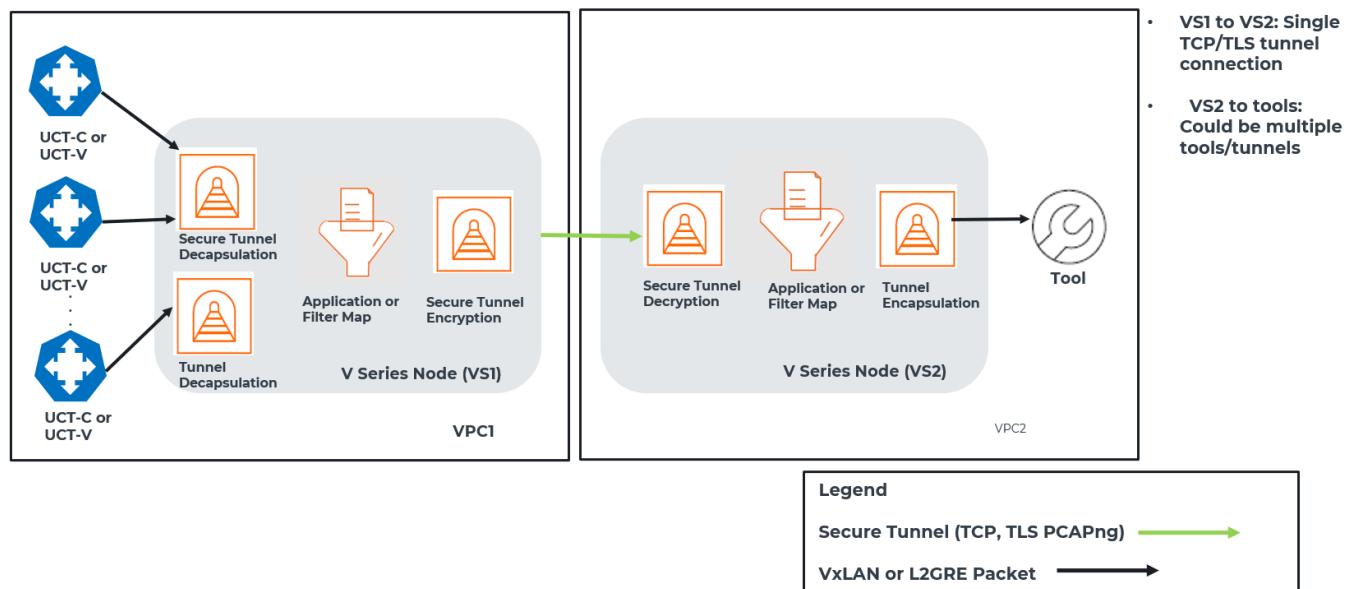 UCT-C or
UCT-V
UCT-C or
UCT-V
.
.
.
UCT-C or
UCT-V
Secure Tunnel
Decapsulation
Tunnel
Decapsulation
Application or
Filter Map
Secure Tunnel
Encryption
V Series Node (VS1)
VPC1
Secure Tunnel
Decryption
Application or
Filter Map
Tunnel
Encapsulation
V Series Node (VS2)
VPC2
Tool
• VS1 to VS2: Single
TCP/TLS tunnel
connection
• VS2 to tools:
Could be multiple
tools/tunnels
Legend
Secure Tunnel (TCP, TLS PCAPng)
VxLAN or L2GRE Packet